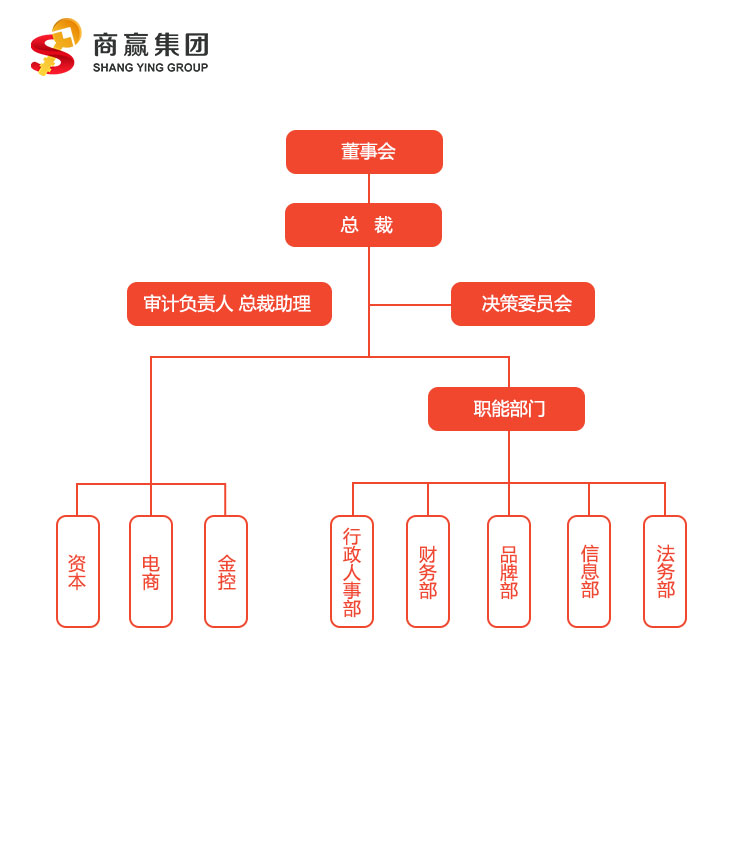 商赢集团
SHANG YING GROUP
董事会
总 裁
审计负责人 总裁助理
决策委员会
职能部门
资本
电商
金控
行政人事部
财务部
品牌部
信息部
法务部